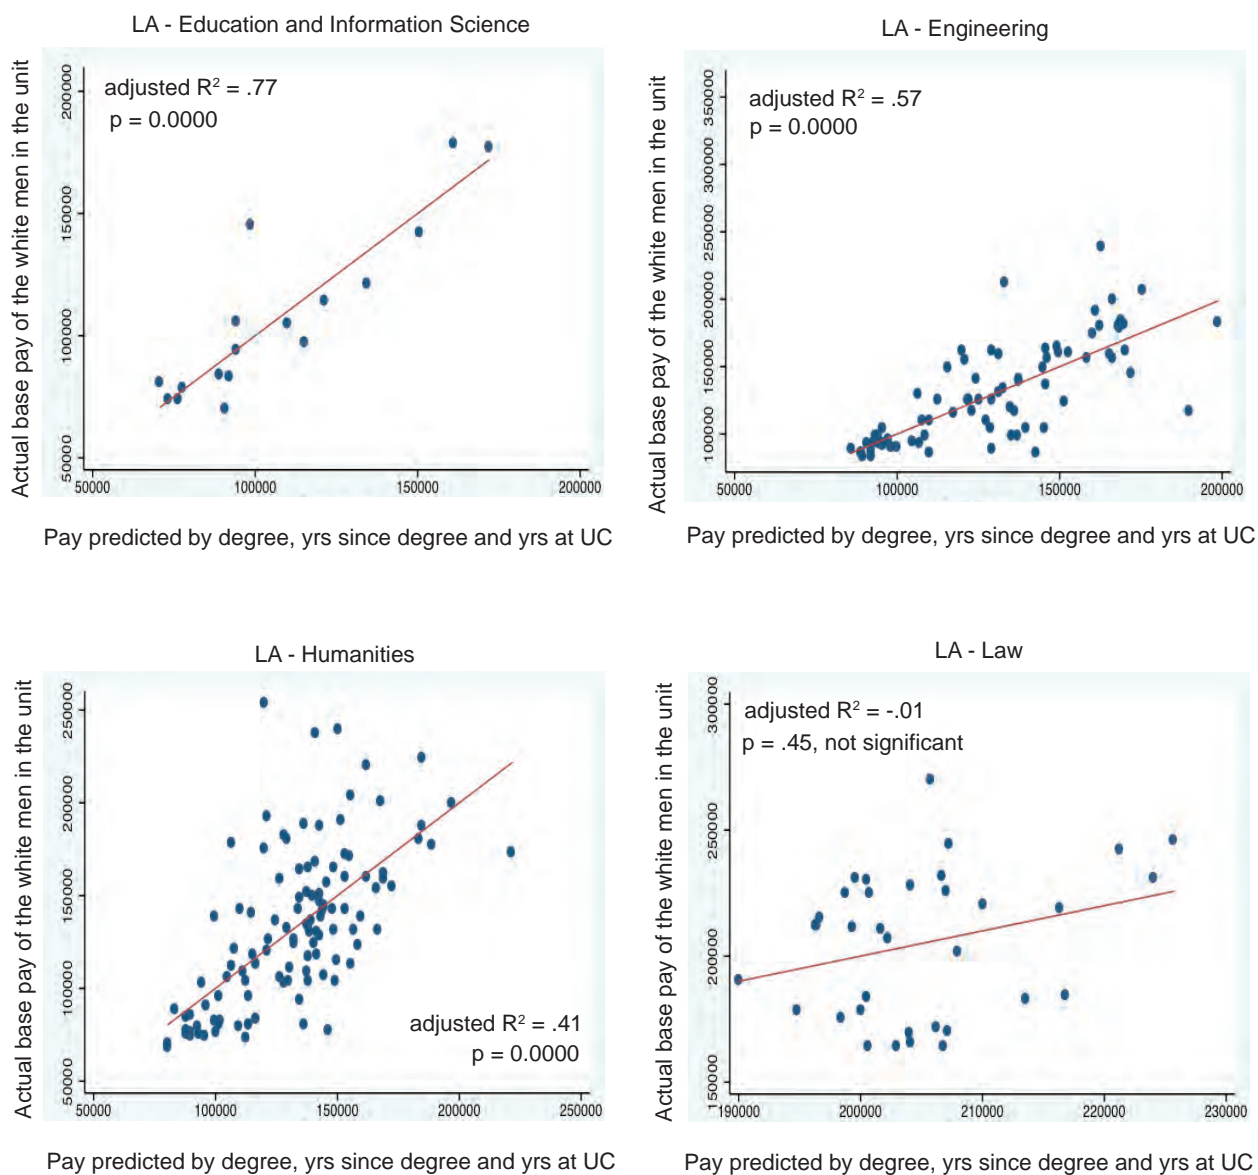 LA - Education and Information Science
adjusted R² = .77
p = 0.0000
Actual base pay of the white men in the unit
200000
150000
100000
50000
50000 100000 150000 200000
Pay predicted by degree, yrs since degree and yrs at UC
LA - Engineering
adjusted R² = .57
p = 0.0000
Actual base pay of the white men in the unit
350000
300000
250000
200000
150000
100000
50000 100000 150000 200000
Pay predicted by degree, yrs since degree and yrs at UC
LA - Humanities
Actual base pay of the white men in the unit
250000
200000
150000
100000
50000
adjusted R² = .41
p = 0.0000
50000 100000 150000 200000 250000
Pay predicted by degree, yrs since degree and yrs at UC
LA - Law
adjusted R² = -.01
p = .45, not significant
Actual base pay of the white men in the unit
300000
250000
200000
150000
190000 200000 210000 220000 230000
Pay predicted by degree, yrs since degree and yrs at UC